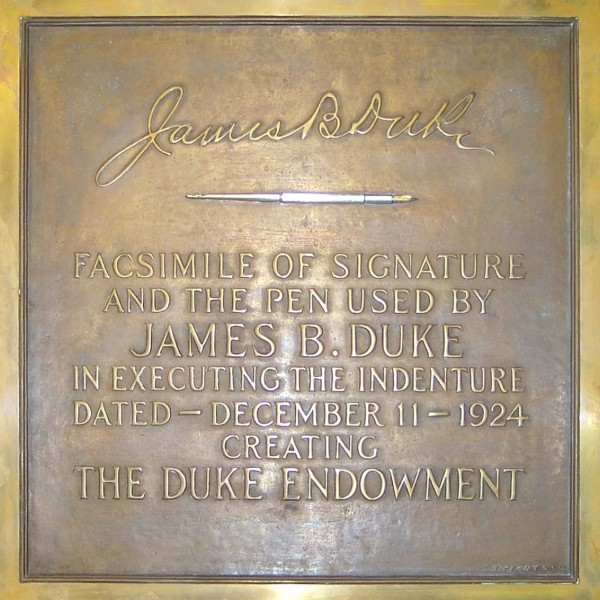 James B Duke
FACSIMILE OF SIGNATURE
AND THE PEN USED BY
JAMES B. DUKE
IN EXECUTING THE INDENTURE
DATED — DECEMBER 11 — 1924
CREATING
THE DUKE ENDOWMENT